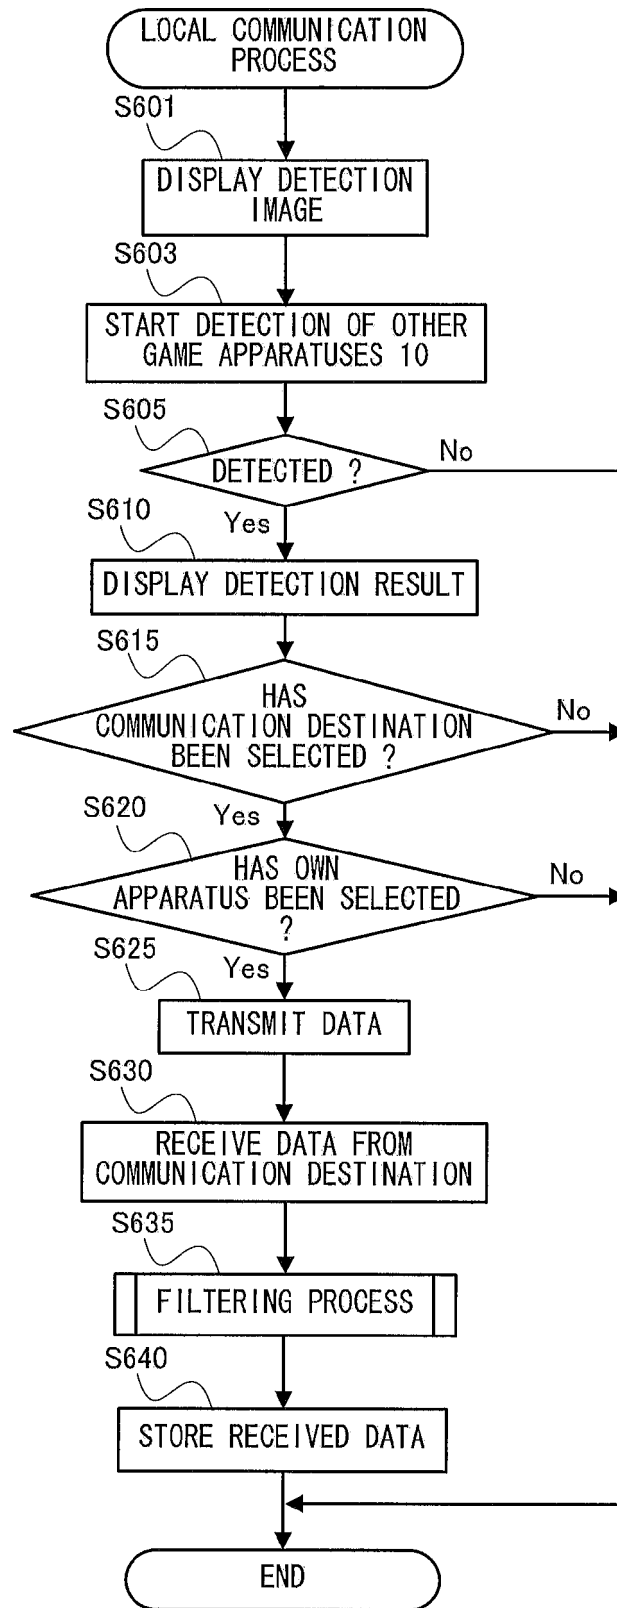 LOCAL COMMUNICATION
PROCESS
S601
DISPLAY DETECTION
IMAGE
S603
START DETECTION OF OTHER
GAME APPARATUSES 10
S605
DETECTED ?
No
Yes
S610
DISPLAY DETECTION RESULT
S615
HAS
COMMUNICATION DESTINATION
BEEN SELECTED ?
No
Yes
S620
HAS OWN
APPARATUS BEEN SELECTED
?
No
Yes
S625
TRANSMIT DATA
S630
RECEIVE DATA FROM
COMMUNICATION DESTINATION
S635
FILTERING PROCESS
S640
STORE RECEIVED DATA
END